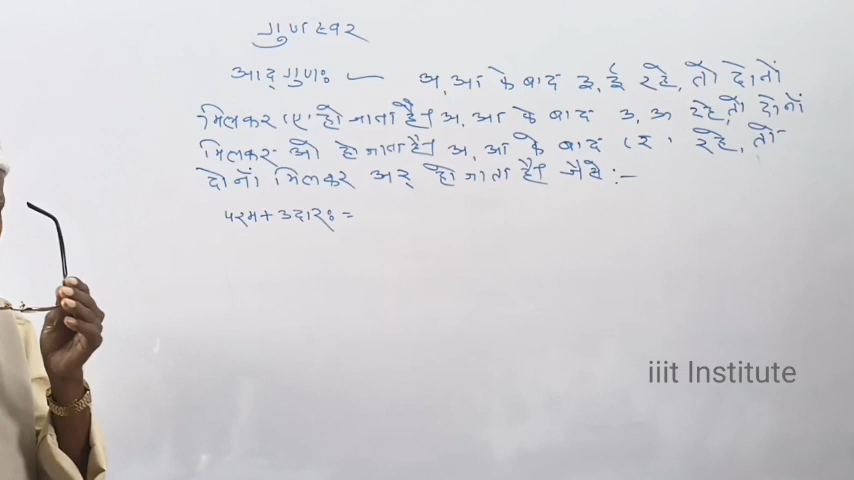 गुण स्वर
आद् गुणः — अ, आ के बाद इ, ई रहे, तो दोनों
मिलकर 'ए' हो जाता है। अ, आ के बाद उ, ऊ रहे, तो दोनों
मिलकर ओ हो जाता है। अ, आ के बाद रहे, तो
दोनों मिलकर अर् हो जाता है। जैसे :-
परम + उदारः =
iiit Institute